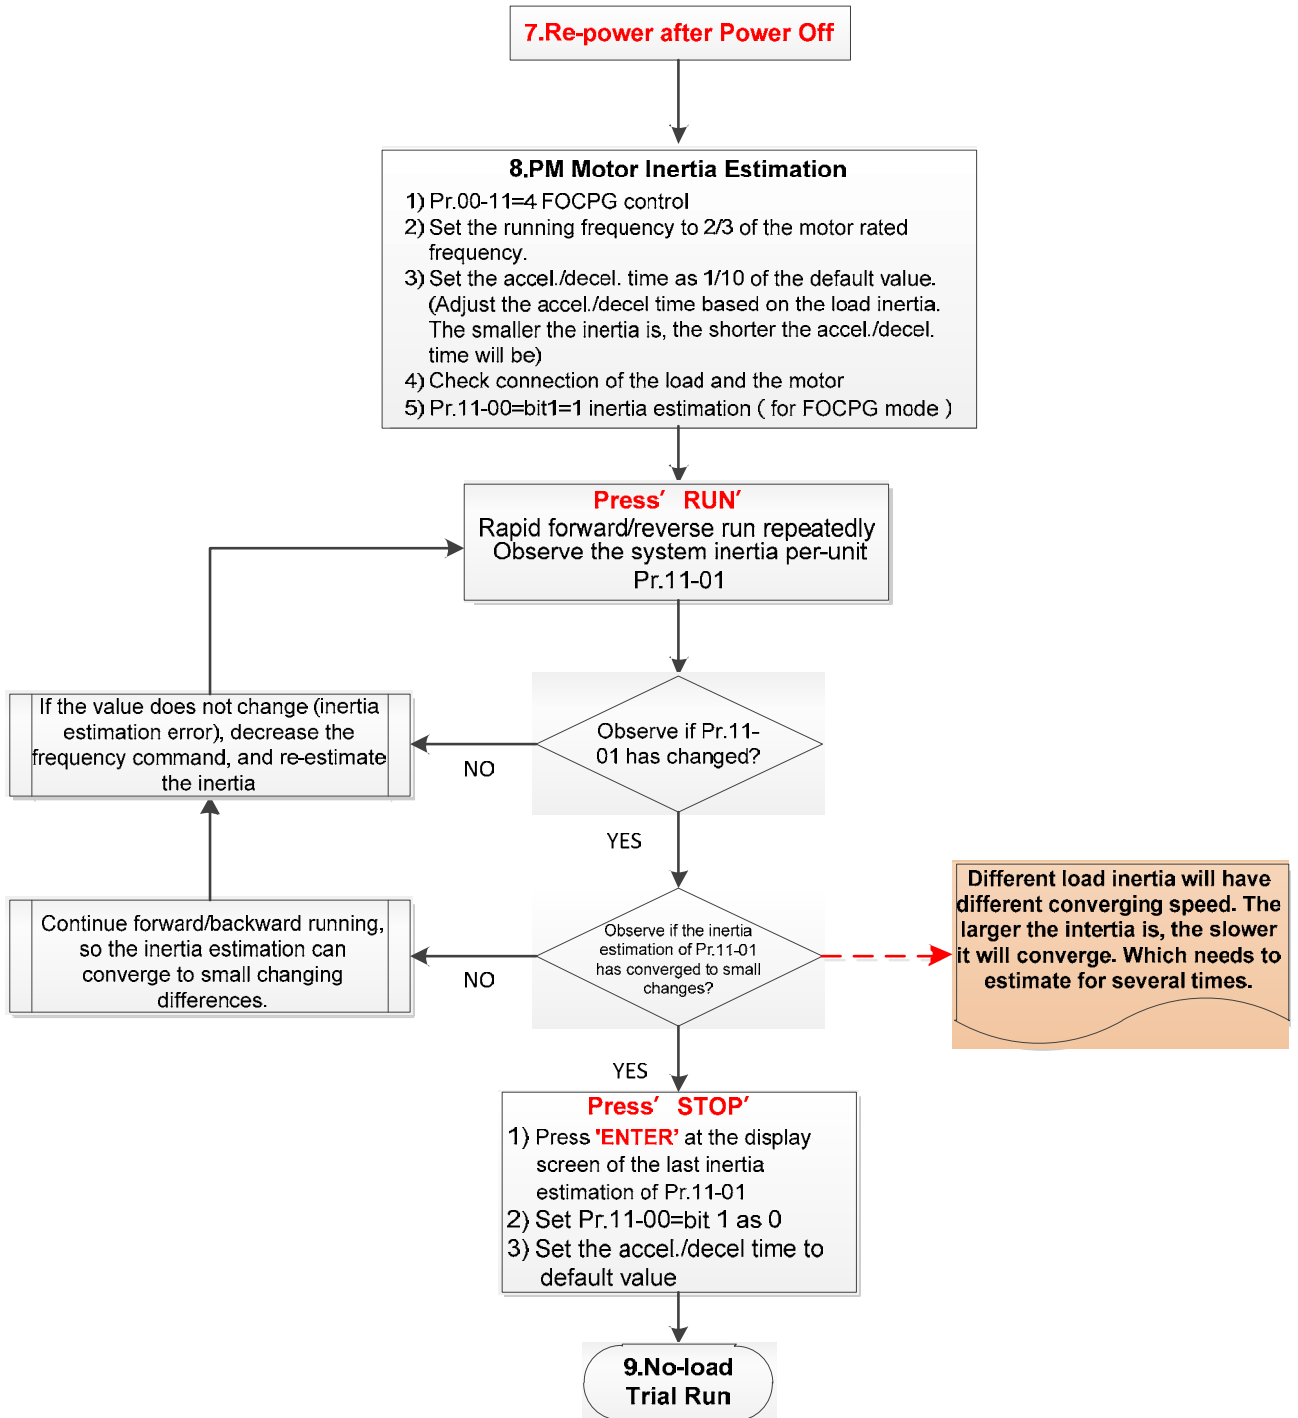 7.Re-power after Power Off
8.PM Motor Inertia Estimation
1) Pr.00-11=4 FOCPG control
2) Set the running frequency to 2/3 of the motor rated
frequency.
3) Set the accel./decel. time as 1/10 of the default value.
(Adjust the accel./decel time based on the load inertia.
The smaller the inertia is, the shorter the accel./decel.
time will be)
4) Check connection of the load and the motor
5) Pr.11-00=bit1=1 inertia estimation ( for FOCPG mode )
Press' RUN'
Rapid forward/reverse run repeatedly
Observe the system inertia per-unit
Pr.11-01
Observe if Pr.11-
01 has changed?
NO
If the value does not change (inertia
estimation error), decrease the
frequency command, and re-estimate
the inertia
YES
Observe if the inertia
estimation of Pr.11-01
has converged to small
changes?
NO
Continue forward/backward running,
so the inertia estimation can
converge to small changing
differences.
Different load inertia will have
different converging speed. The
larger the intertia is, the slower
it will converge. Which needs to
estimate for several times.
YES
Press' STOP'
1) Press 'ENTER' at the display
screen of the last inertia
estimation of Pr.11-01
2) Set Pr.11-00=bit 1 as 0
3) Set the accel./decel time to
default value
9.No-load
Trial Run